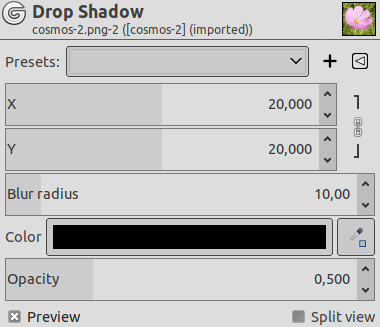 Drop Shadow
cosmos-2.png-2 ([cosmos-2] (imported))
Presets:
X 20,000
Y 20,000
Blur radius 10,00
Color
Opacity 0,500
Preview Split view